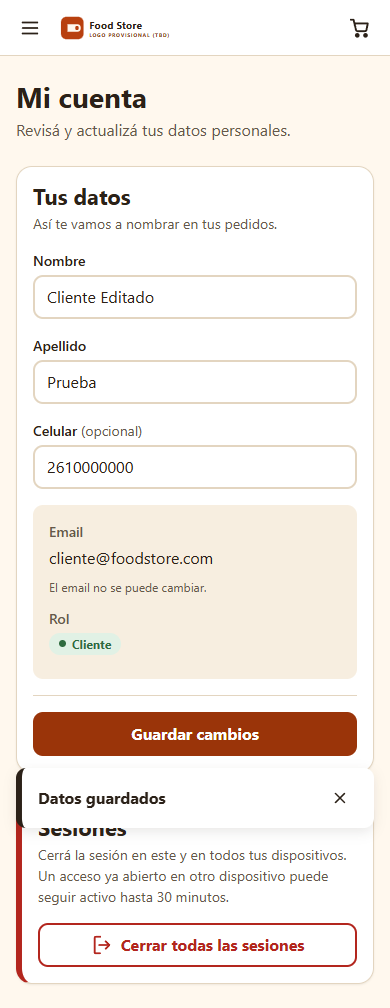 Food Store
LOGO PROVISIONAL (TBD)
Mi cuenta
Revisá y actualizá tus datos personales.
Tus datos
Así te vamos a nombrar en tus pedidos.
Nombre
Cliente Editado
Apellido
Prueba
Celular (opcional)
2610000000
Email
cliente@foodstore.com
El email no se puede cambiar.
Rol
Cliente
Guardar cambios
Datos guardados
Sesiones
Cerrá la sesión en este y en todos tus dispositivos.
Un acceso ya abierto en otro dispositivo puede
seguir activo hasta 30 minutos.
Cerrar todas las sesiones